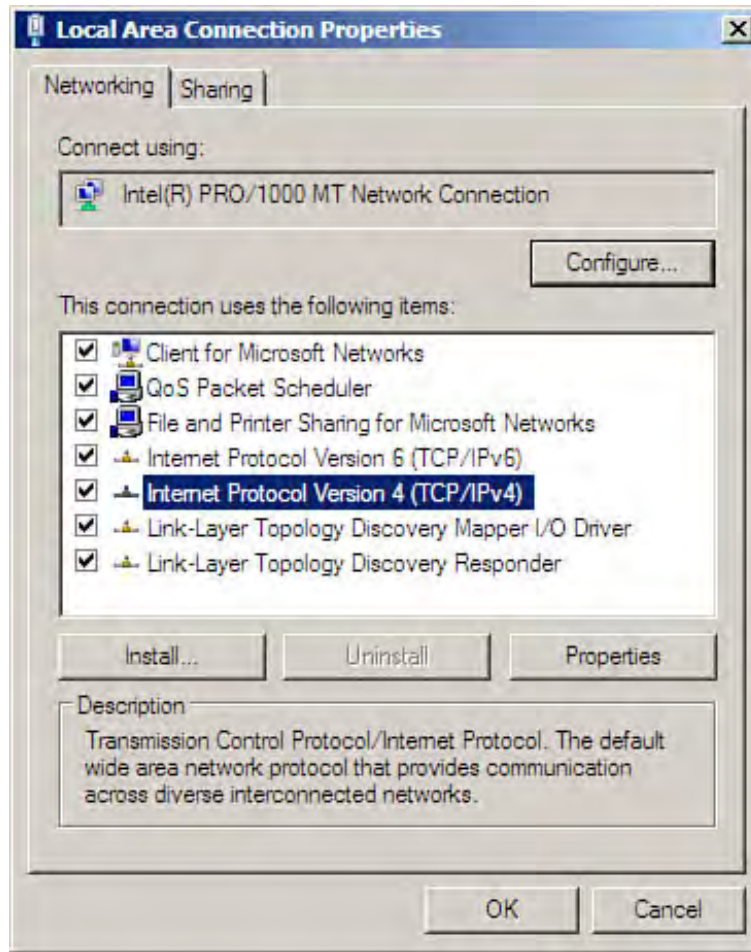 Local Area Connection Properties
Networking
Sharing
Connect using:
Intel(R) PRO/1000 MT Network Connection
Configure...
This connection uses the following items:
Client for Microsoft Networks
QoS Packet Scheduler
File and Printer Sharing for Microsoft Networks
Internet Protocol Version 6 (TCP/IPv6)
Internet Protocol Version 4 (TCP/IPv4)
Link-Layer Topology Discovery Mapper I/O Driver
Link-Layer Topology Discovery Responder
Install...
Uninstall
Properties
Description
Transmission Control Protocol/Internet Protocol. The default
wide area network protocol that provides communication
across diverse interconnected networks.
OK
Cancel